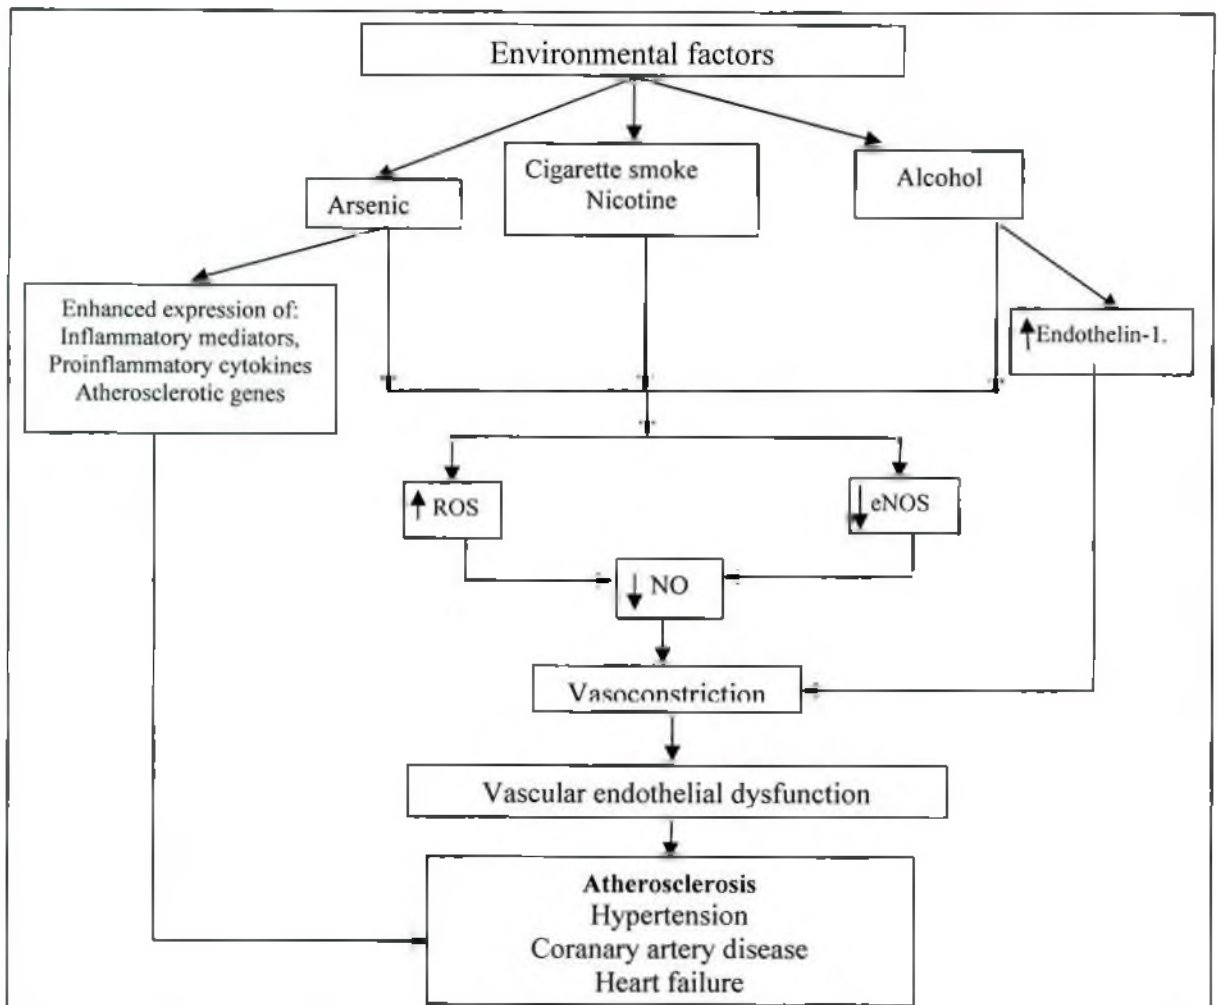 Environmental factors
Arsenic
Cigarette smoke
Nicotine
Alcohol
Enhanced expression of:
Inflammatory mediators,
Proinflammatory cytokines
Atherosclerotic genes
Endothelin-1.
ROS
eNOS
NO
Vasoconstriction
Vascular endothelial dysfunction
Atherosclerosis
Hypertension
Coranary artery disease
Heart failure